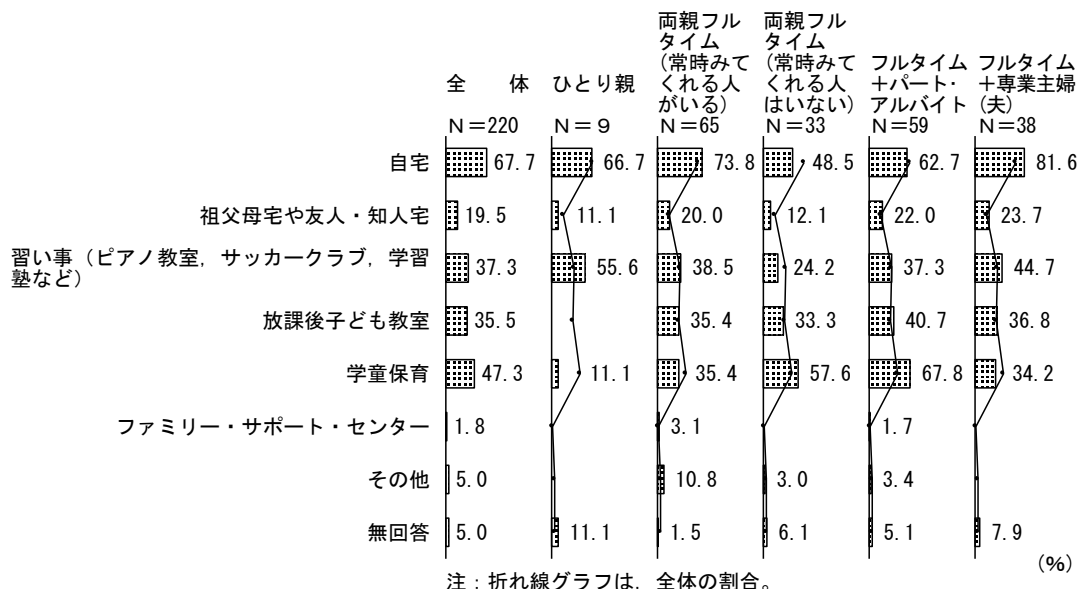 全　体
N＝220
ひとり親
N＝9
両親フル
タイム
（常時みて
くれる人
がいる）
N＝65
両親フル
タイム
（常時みて
くれる人
はいない）
N＝33
フルタイム
＋パート・
アルバイト
N＝59
フルタイム
＋専業主婦
（夫）
N＝38
自宅 67.7 66.7 73.8 48.5 62.7 81.6
祖父母宅や友人・知人宅 19.5 11.1 20.0 12.1 22.0 23.7
習い事（ピアノ教室，サッカークラブ，学習
塾など） 37.3 55.6 38.5 24.2 37.3 44.7
放課後子ども教室 35.5 35.4 33.3 40.7 36.8
学童保育 47.3 11.1 35.4 57.6 67.8 34.2
ファミリー・サポート・センター 1.8 3.1 1.7
その他 5.0 10.8 3.0 3.4
無回答 5.0 11.1 1.5 6.1 5.1 7.9
(%)
注：折れ線グラフは，全体の割合。